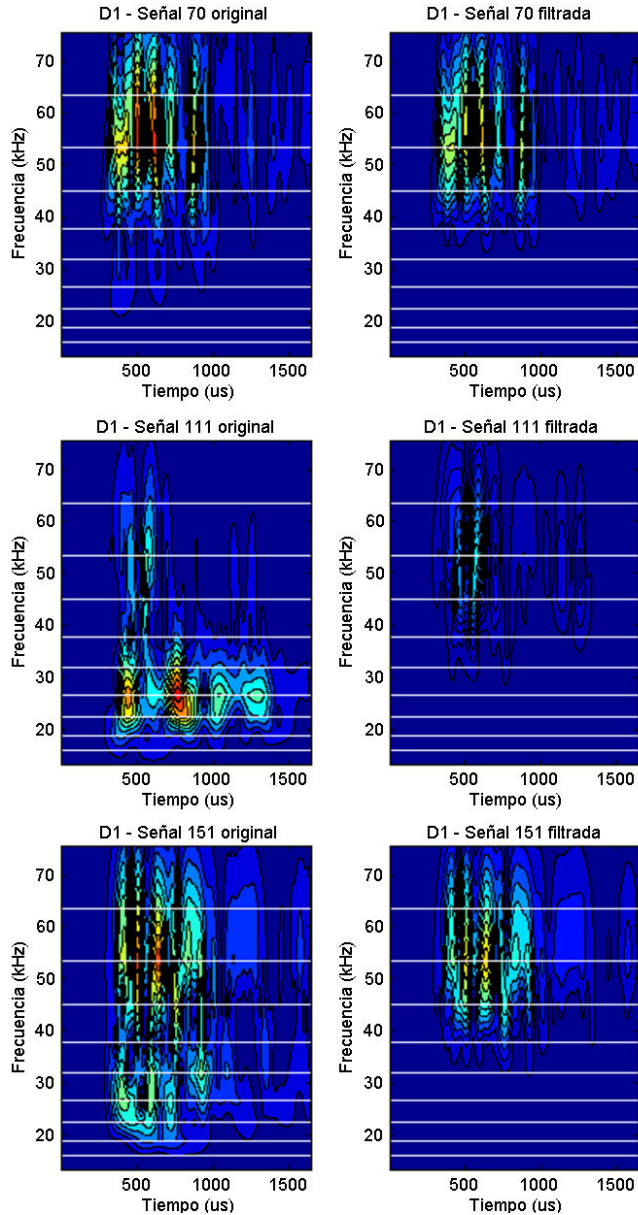 D1 - Señal 70 original
Frecuencia (kHz)
70
60
50
40
30
20
500 1000 1500
Tiempo (us)
D1 - Señal 70 filtrada
Frecuencia (kHz)
70
60
50
40
30
20
500 1000 1500
Tiempo (us)
D1 - Señal 111 original
Frecuencia (kHz)
70
60
50
40
30
20
500 1000 1500
Tiempo (us)
D1 - Señal 111 filtrada
Frecuencia (kHz)
70
60
50
40
30
20
500 1000 1500
Tiempo (us)
D1 - Señal 151 original
Frecuencia (kHz)
70
60
50
40
30
20
500 1000 1500
Tiempo (us)
D1 - Señal 151 filtrada
Frecuencia (kHz)
70
60
50
40
30
20
500 1000 1500
Tiempo (us)